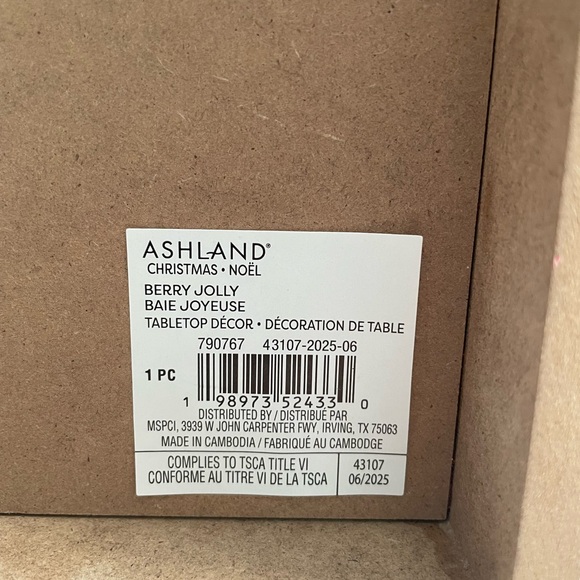 ASHLAND®
CHRISTMAS • NOËL
BERRY JOLLY
BAIE JOYEUSE
TABLETOP DÉCOR • DÉCORATION DE TABLE
790767 43107-2025-06
1 PC
1 98973 52433 0
DISTRIBUTED BY / DISTRIBUÉ PAR
MSPCI, 3939 W JOHN CARPENTER FWY, IRVING, TX 75063
MADE IN CAMBODIA / FABRIQUÉ AU CAMBODGE
COMPLIES TO TSCA TITLE VI
CONFORME AU TITRE VI DE LA TSCA
43107
06/2025